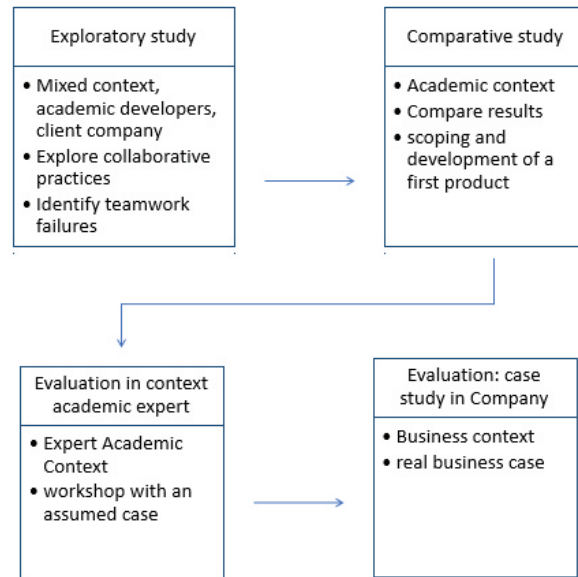 Exploratory study
• Mixed context,
academic developers,
client company
• Explore collaborative
practices
• Identify teamwork
failures
Comparative study
• Academic context
• Compare results
• scoping and
development of a
first product
Evaluation in context
academic expert
• Expert Academic
Context
• workshop with an
assumed case
Evaluation: case
study in Company
• Business context
• real business case